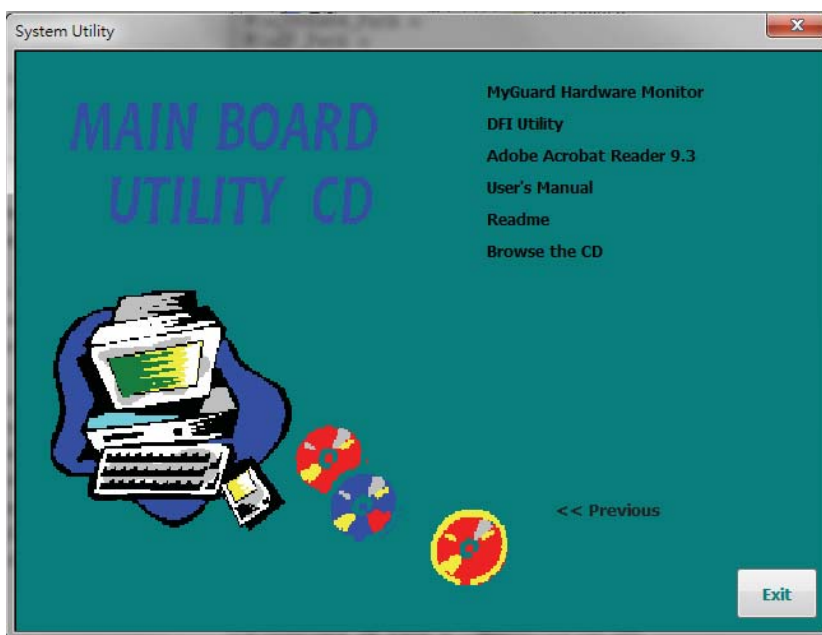 System Utility
MAIN BOARD
UTILITY CD
MyGuard Hardware Monitor
DFI Utility
Adobe Acrobat Reader 9.3
User's Manual
Readme
Browse the CD
<< Previous
Exit